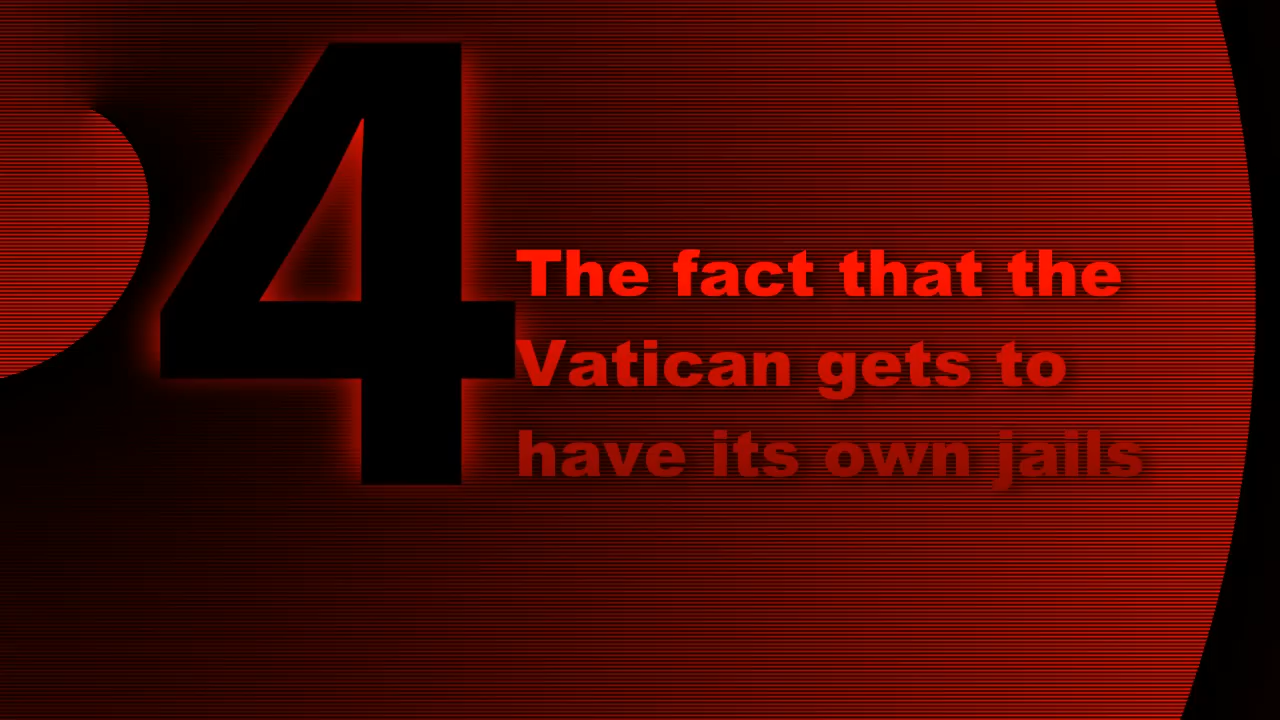 4
The fact that the
Vatican gets to
have its own jails